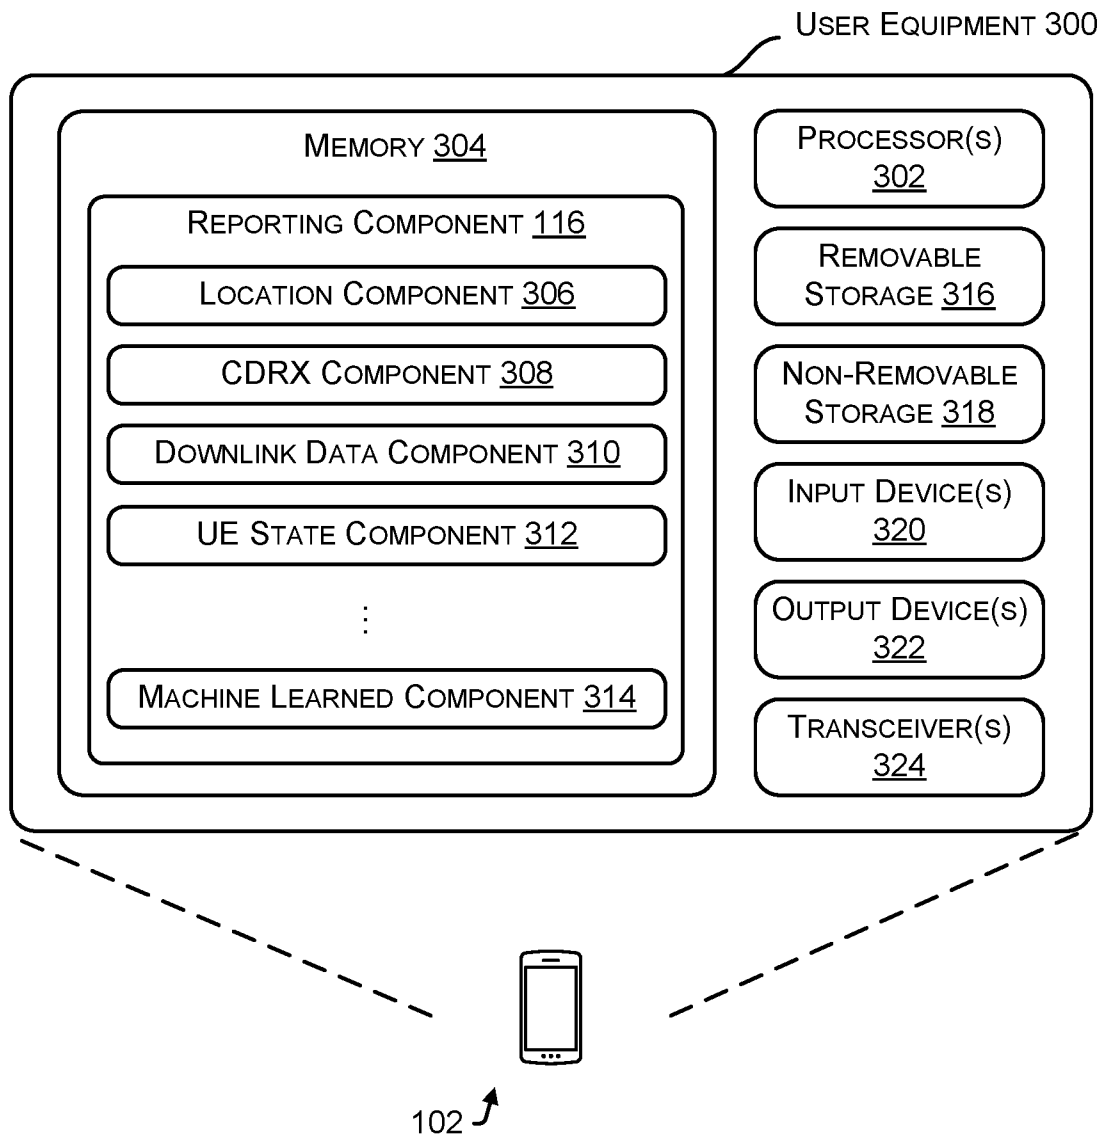 USER EQUIPMENT 300
MEMORY 304
REPORTING COMPONENT 116
LOCATION COMPONENT 306
CDRX COMPONENT 308
DOWNLINK DATA COMPONENT 310
UE STATE COMPONENT 312
⋮
MACHINE LEARNED COMPONENT 314
PROCESSOR(S)
302
REMOVABLE
STORAGE 316
NON-REMOVABLE
STORAGE 318
INPUT DEVICE(S)
320
OUTPUT DEVICE(S)
322
TRANSCEIVER(S)
324
102